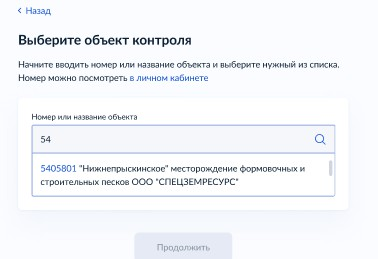 Назад
Выберите объект контроля
Начните вводить номер или название объекта и выберите нужный из списка.
Номер можно посмотреть в личном кабинете
Номер или название объекта
54
5405801 "Нижнепрыскинское" месторождение формовочных и
строительных песков ООО "СПЕЦЗЕМРЕСУРС"
Продолжить